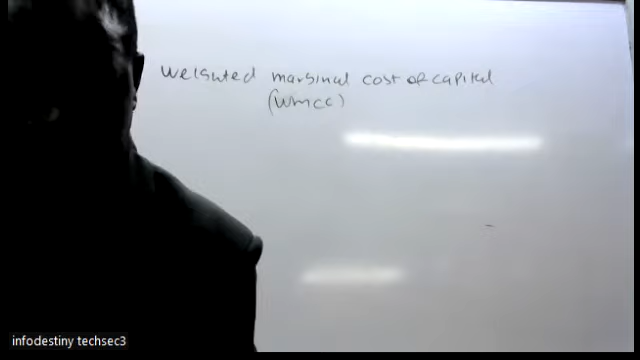 Weighted marginal cost of capital
(WMCC)
infodestiny techsec3